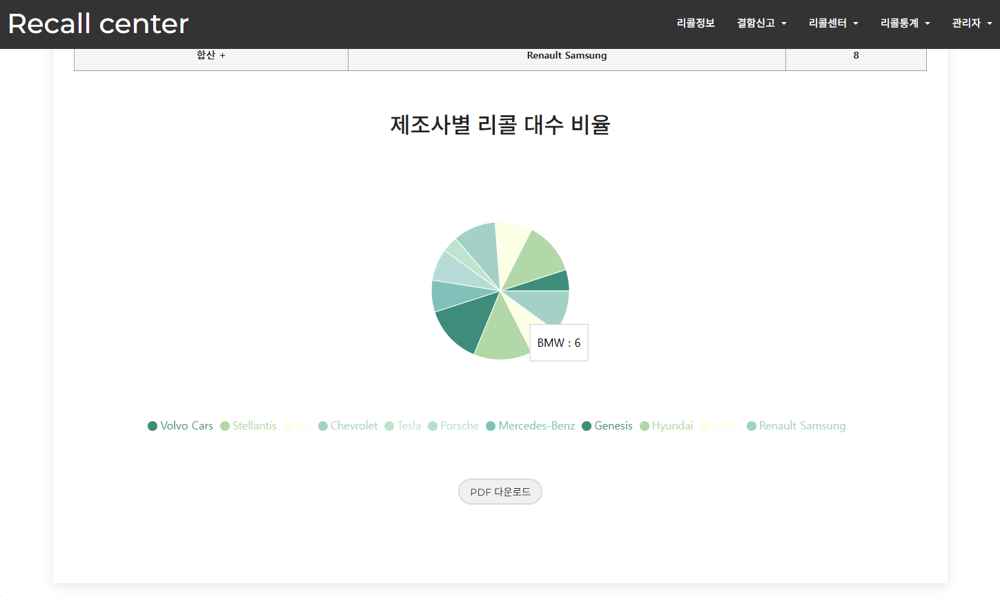 Recall center 리콜정보 결함신고 리콜센터 리콜통계 관리자
합산 + Renault Samsung 8
제조사별 리콜 대수 비율
BMW : 6
Volvo Cars Stellantis Kia Chevrolet Tesla Porsche Mercedes-Benz Genesis Hyundai BMW Renault Samsung
PDF 다운로드